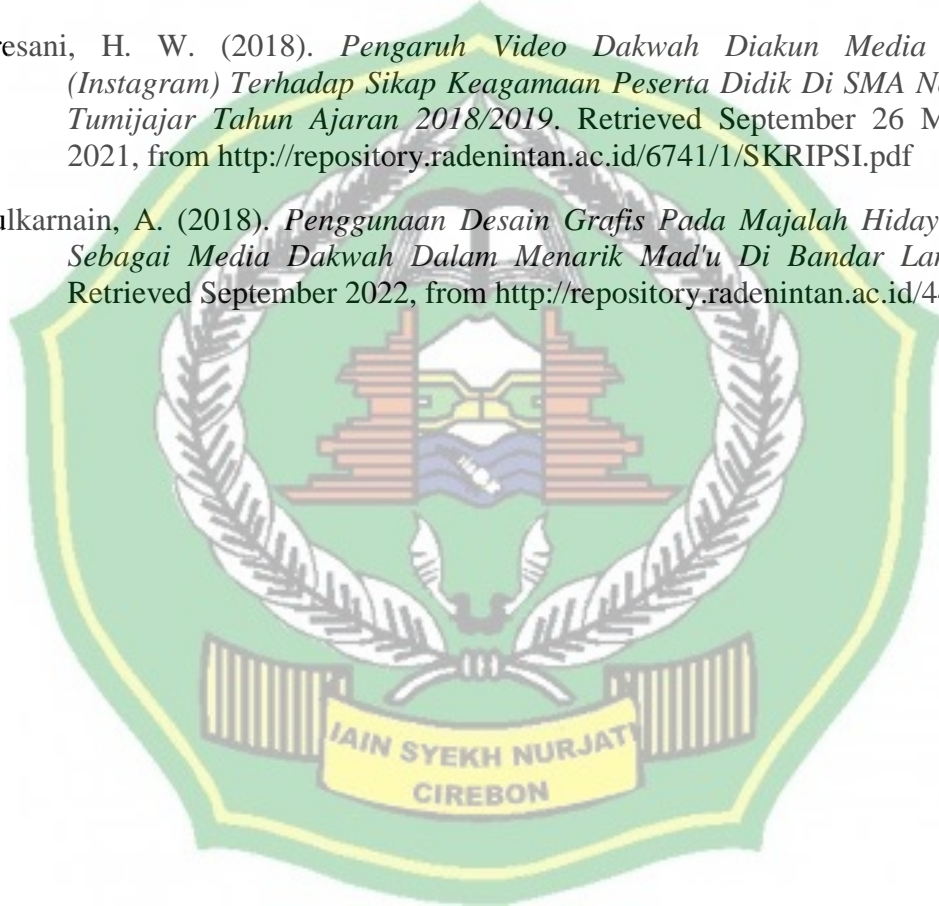 resani, H. W. (2018). Pengaruh Video Dakwah Diakun Media
(Instagram) Terhadap Sikap Keagamaan Peserta Didik Di SMA N
Tumijajar Tahun Ajaran 2018/2019. Retrieved September 26 M
2021, from http://repository.radenintan.ac.id/6741/1/SKRIPSI.pdf
ulkarnain, A. (2018). Penggunaan Desain Grafis Pada Majalah Hiday
Sebagai Media Dakwah Dalam Menarik Mad'u Di Bandar Lam
Retrieved September 2022, from http://repository.radenintan.ac.id/4
IAIN SYEKH NURJATI
CIREBON